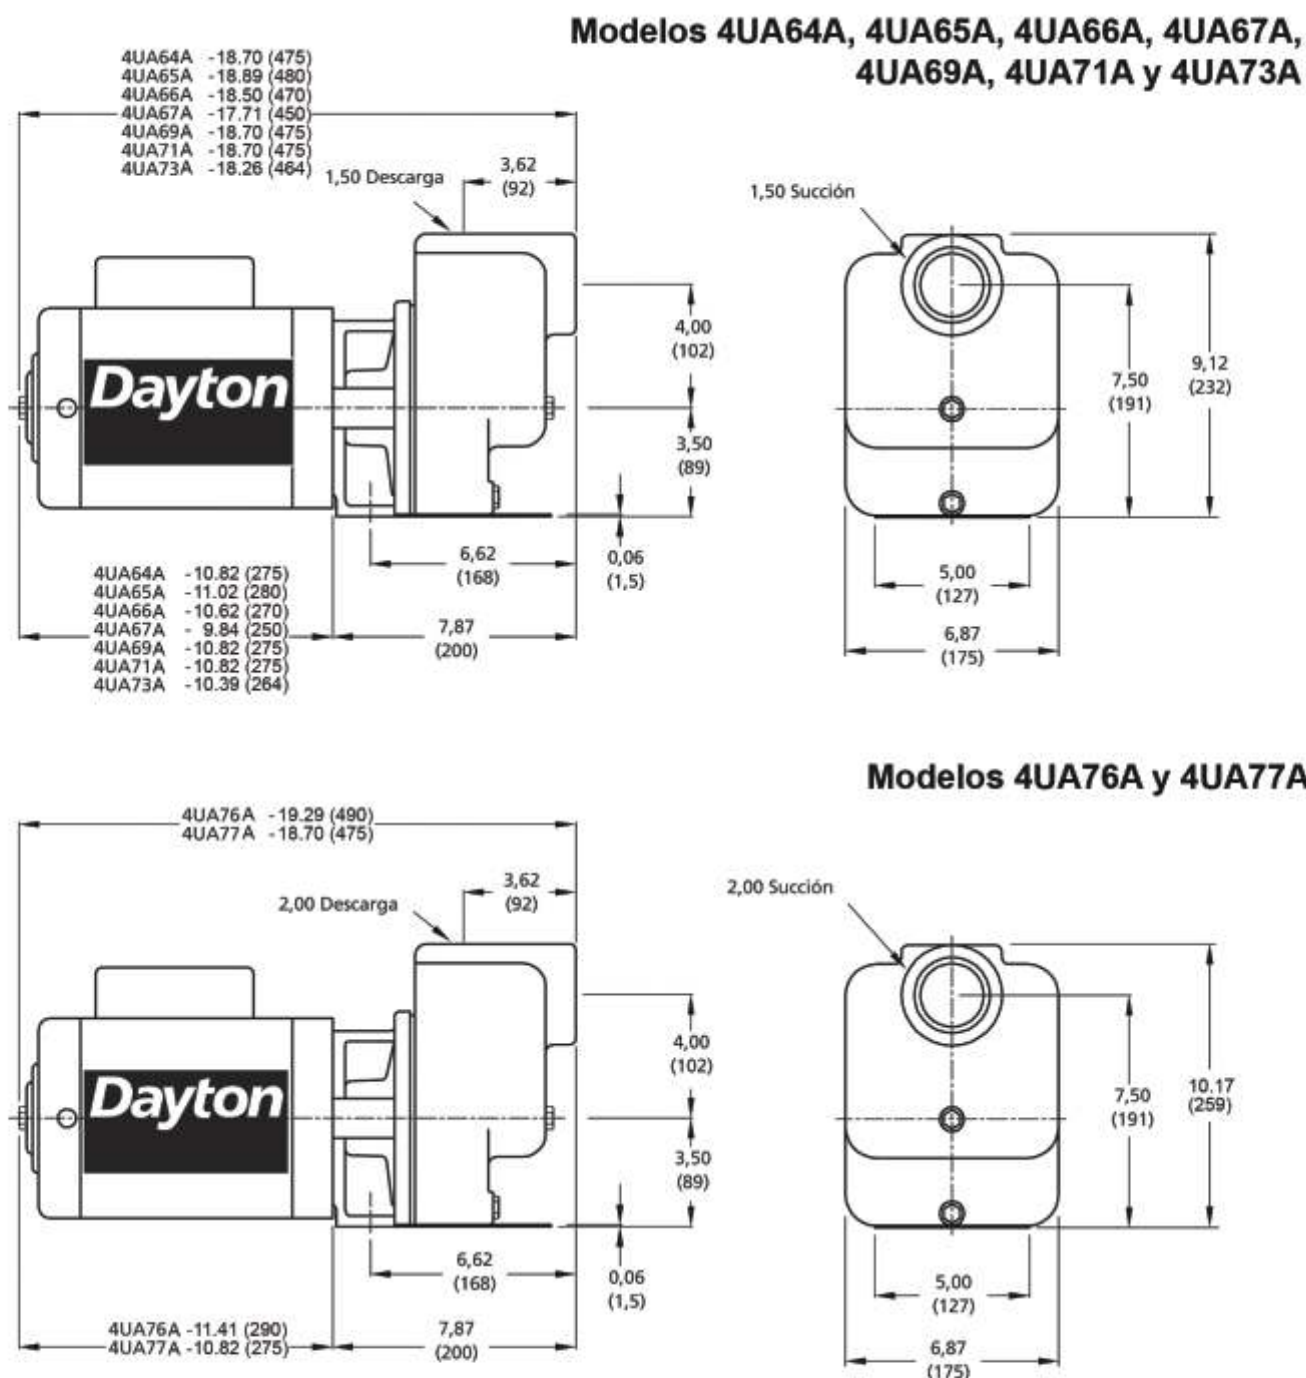 Modelos 4UA64A, 4UA65A, 4UA66A, 4UA67A,
4UA69A, 4UA71A y 4UA73A
4UA64A -18.70 (475)
4UA65A -18.89 (480)
4UA66A -18.50 (470)
4UA67A -17.71 (450)
4UA69A -18.70 (475)
4UA71A -18.70 (475)
4UA73A -18.26 (464)
1,50 Descarga
3,62
(92)
1,50 Succión
Dayton
4,00
(102)
3,50
(89)
7,50
(191)
9,12
(232)
6,62
(168)
0,06
(1,5)
5,00
(127)
4UA64A -10.82 (275)
4UA65A -11.02 (280)
4UA66A -10.62 (270)
4UA67A - 9.84 (250)
4UA69A -10.82 (275)
4UA71A -10.82 (275)
4UA73A -10.39 (264)
7,87
(200)
6,87
(175)
Modelos 4UA76A y 4UA77A
4UA76A -19.29 (490)
4UA77A -18.70 (475)
2,00 Descarga
3,62
(92)
2,00 Succión
Dayton
4,00
(102)
3,50
(89)
7,50
(191)
10.17
(259)
6,62
(168)
0,06
(1,5)
5,00
(127)
4UA76A -11.41 (290)
4UA77A -10.82 (275)
7,87
(200)
6,87
(175)